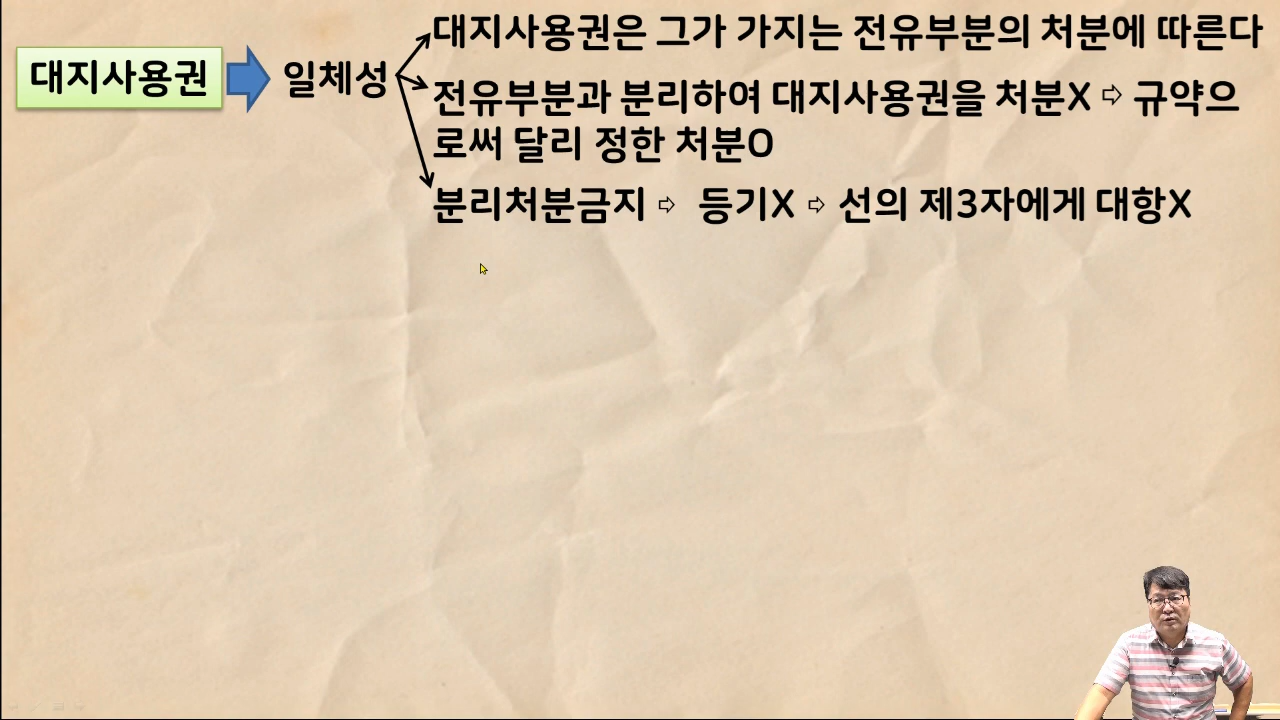 대지사용권 ➡ 일체성
대지사용권은 그가 가지는 전유부분의 처분에 따른다
전유부분과 분리하여 대지사용권을 처분X ⇨ 규약으
로써 달리 정한 처분O
분리처분금지 ⇨ 등기X ⇨ 선의 제3자에게 대항X